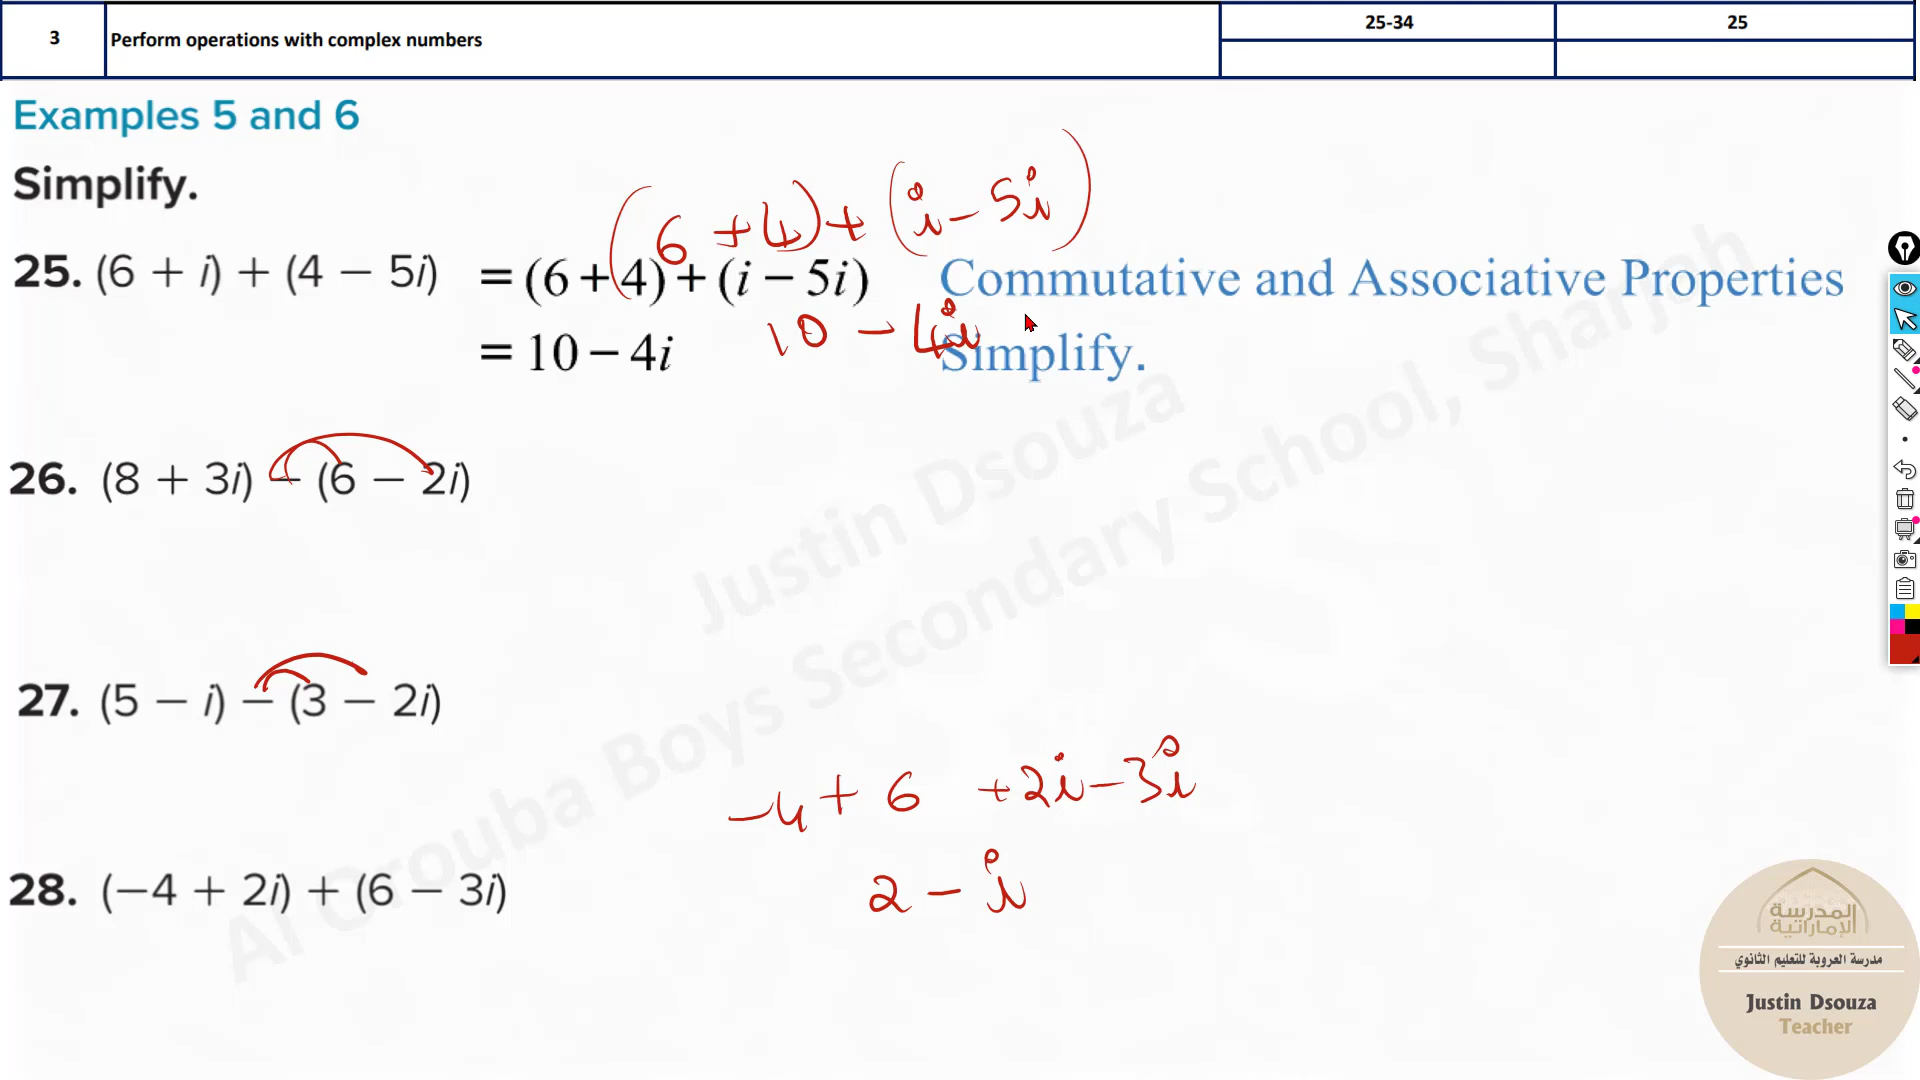 3 Perform operations with complex numbers 25-34 25
Examples 5 and 6
Simplify.
(6 + 4) + (i - 5i)
25. (6 + i) + (4 − 5i) = (6 + 4) + (i − 5i) Commutative and Associative Properties
10 - 4i
= 10 − 4i Simplify.
26. (8 + 3i) − (6 − 2i)
27. (5 − i) − (3 − 2i)
-4 + 6 + 2i - 3i
28. (−4 + 2i) + (6 − 3i)
2 - i
Justin Dsouza
Al Orouba Boys Secondary School, Sharjah
المدرسة
الإماراتية
مدرسة العروبة للتعليم الثانوي
Justin Dsouza
Teacher